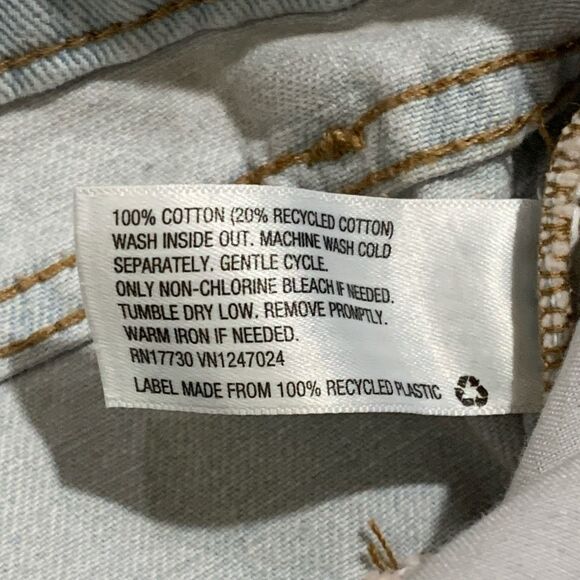 100% COTTON (20% RECYCLED COTTON)
WASH INSIDE OUT. MACHINE WASH COLD
SEPARATELY. GENTLE CYCLE.
ONLY NON-CHLORINE BLEACH IF NEEDED.
TUMBLE DRY LOW. REMOVE PROMPTLY.
WARM IRON IF NEEDED.
RN17730 VN1247024
LABEL MADE FROM 100% RECYCLED PLASTIC